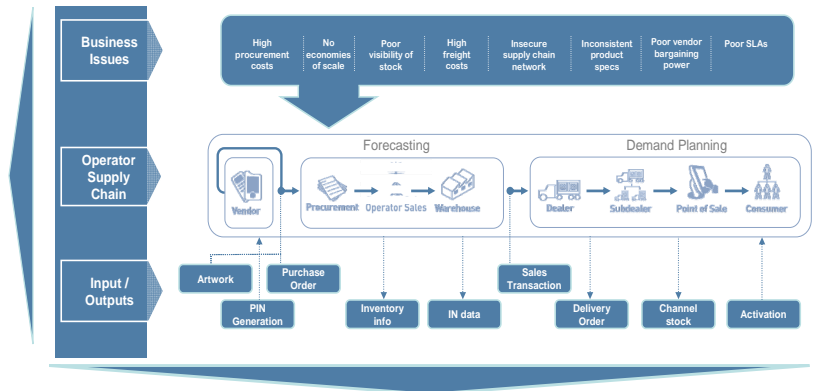 Business
Issues
High
procurement
costs
No
economies
of scale
Poor
visibility of
stock
High
freight
costs
Insecure
supply chain
network
Inconsistent
product
specs
Poor vendor
bargaining
power
Poor SLAs
Operator
Supply
Chain
Forecasting
Demand Planning
Vendor
Procurement
Operator Sales
Warehouse
Dealer
Subdealer
Point of Sale
Consumer
Input /
Outputs
Artwork
Purchase
Order
Sales
Transaction
PIN
Generation
Inventory
info
IN data
Delivery
Order
Channel
stock
Activation